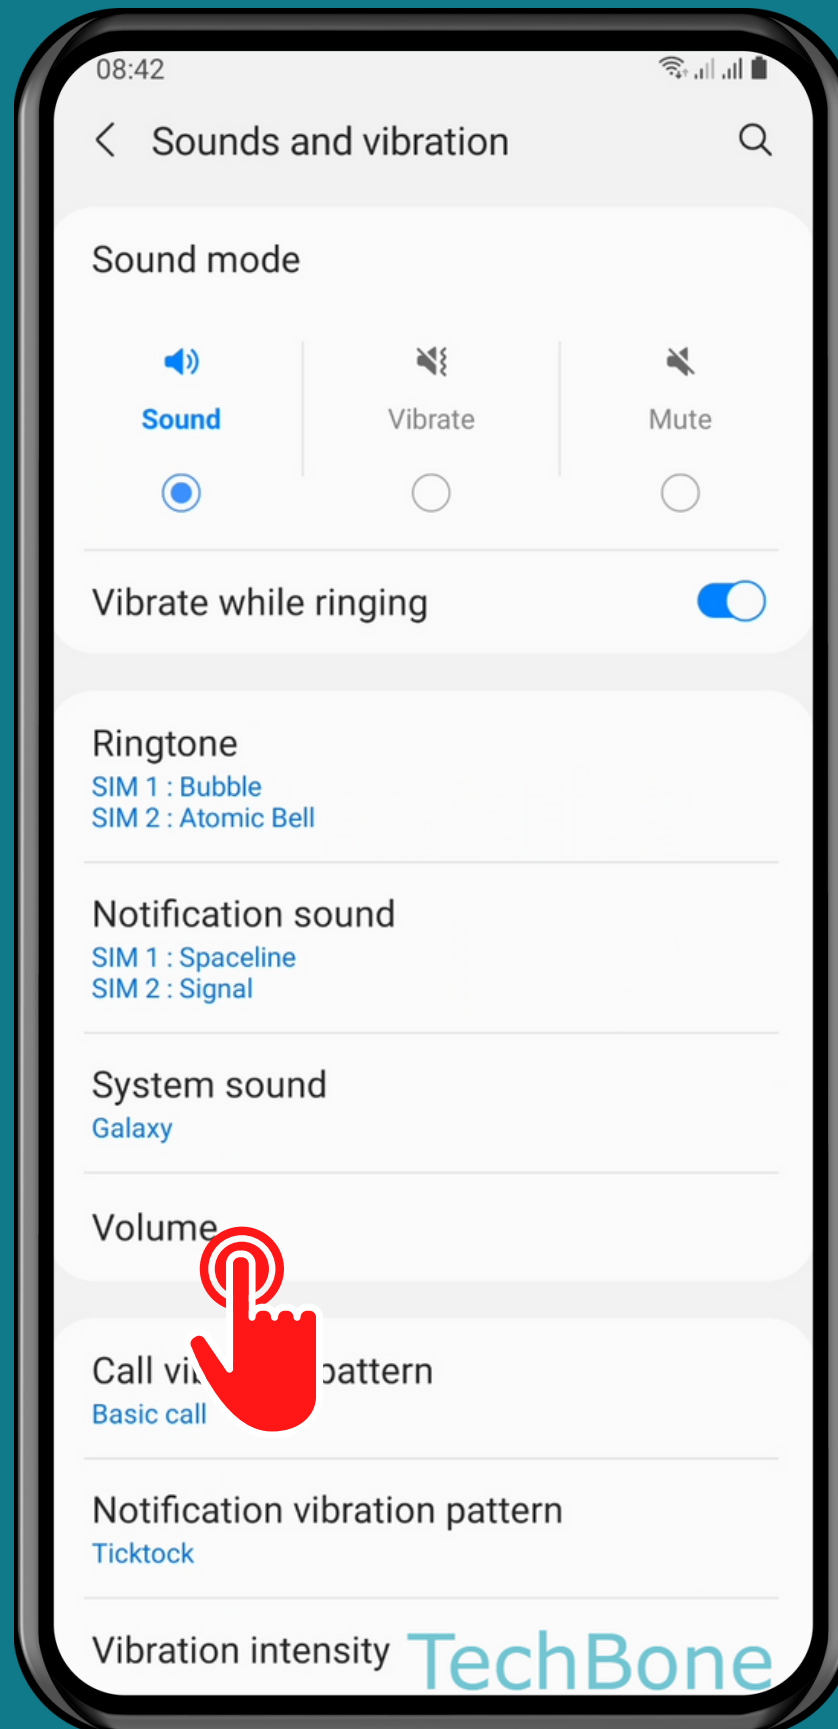 08:42
Sounds and vibration
Sound mode
Sound Vibrate Mute
Vibrate while ringing
Ringtone
SIM 1 : Bubble
SIM 2 : Atomic Bell
Notification sound
SIM 1 : Spaceline
SIM 2 : Signal
System sound
Galaxy
Volume
Call pattern
Basic call
Notification vibration pattern
Ticktock
Vibration intensity
TechBone